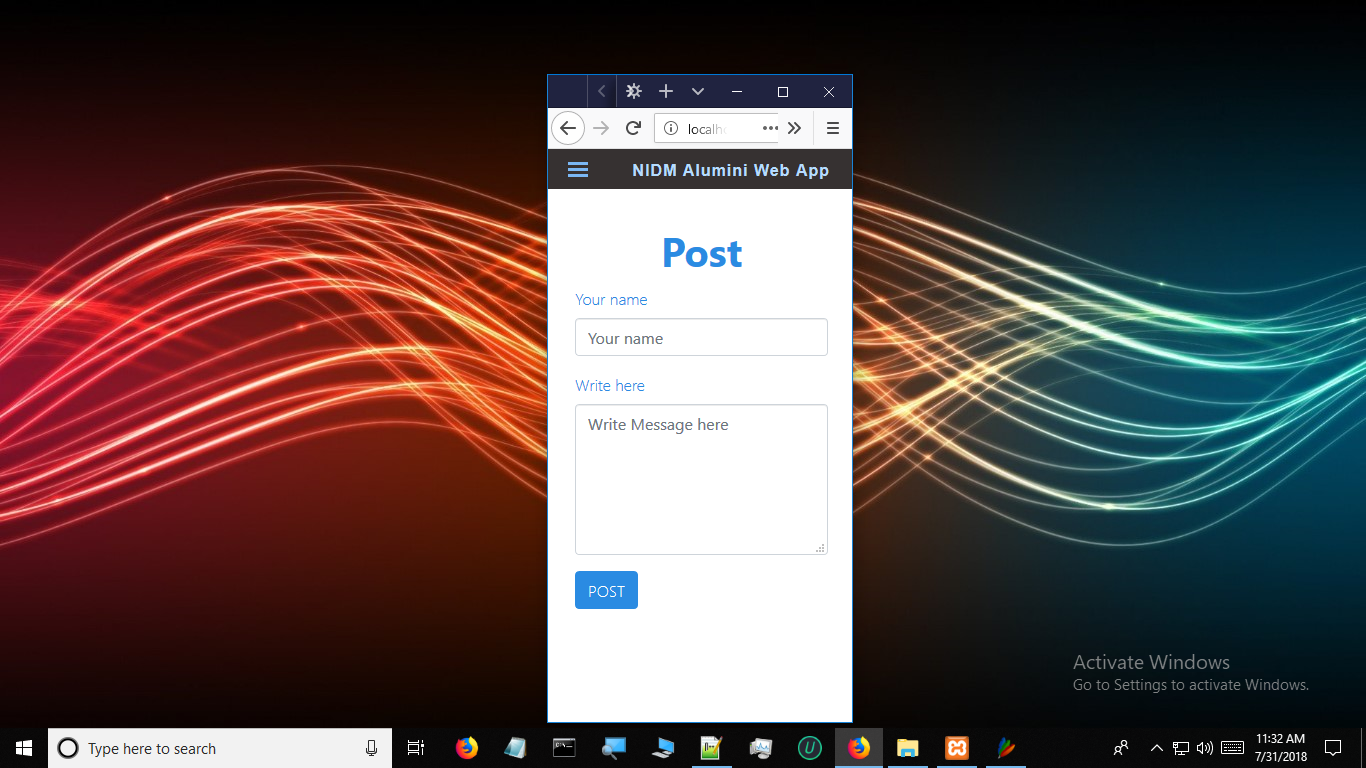 localh
NIDM Alumini Web App
Post
Your name
Your name
Write here
Write Message here
POST
Activate Windows
Go to Settings to activate Windows.
Type here to search
11:32 AM
7/31/2018